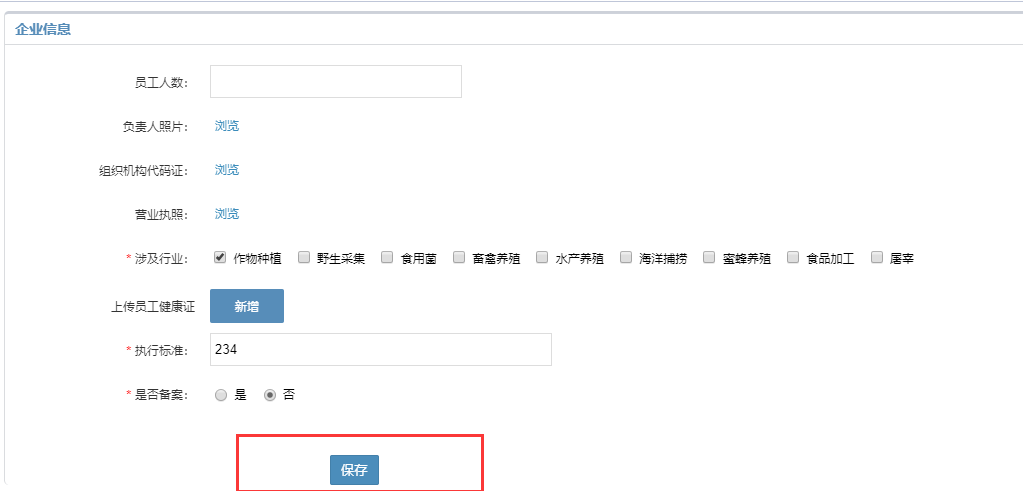 企业信息
员工人数:
负责人照片: 浏览
组织机构代码证: 浏览
营业执照: 浏览
* 涉及行业: 作物种植 野生采集 食用菌 畜禽养殖 水产养殖 海洋捕捞 蜜蜂养殖 食品加工 屠宰
上传员工健康证 新增
* 执行标准: 234
* 是否备案: 是 否
保存